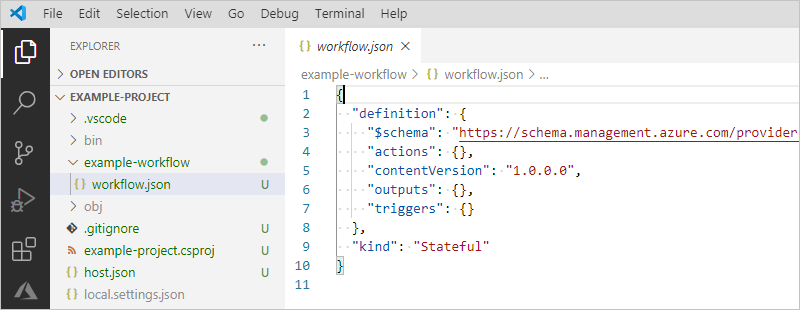 File Edit Selection View Go Debug Terminal Help
EXPLORER ···
OPEN EDITORS
EXAMPLE-PROJECT
.vscode
bin
example-workflow
{} workflow.json U
obj
.gitignore U
example-project.csproj U
{} host.json U
{} local.settings.json
{} workflow.json ×
example-workflow > {} workflow.json > ...
1 {
2 "definition": {
3 "$schema": "https://schema.management.azure.com/provider
4 "actions": {},
5 "contentVersion": "1.0.0.0",
6 "outputs": {},
7 "triggers": {}
8 },
9 "kind": "Stateful"
10 }
11